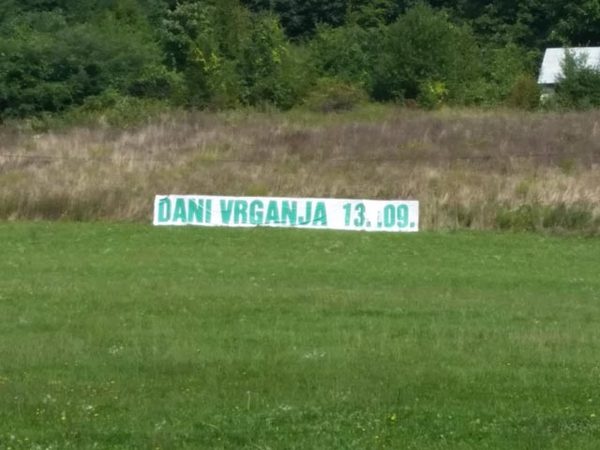 DANI VRGANJA 13. .09.